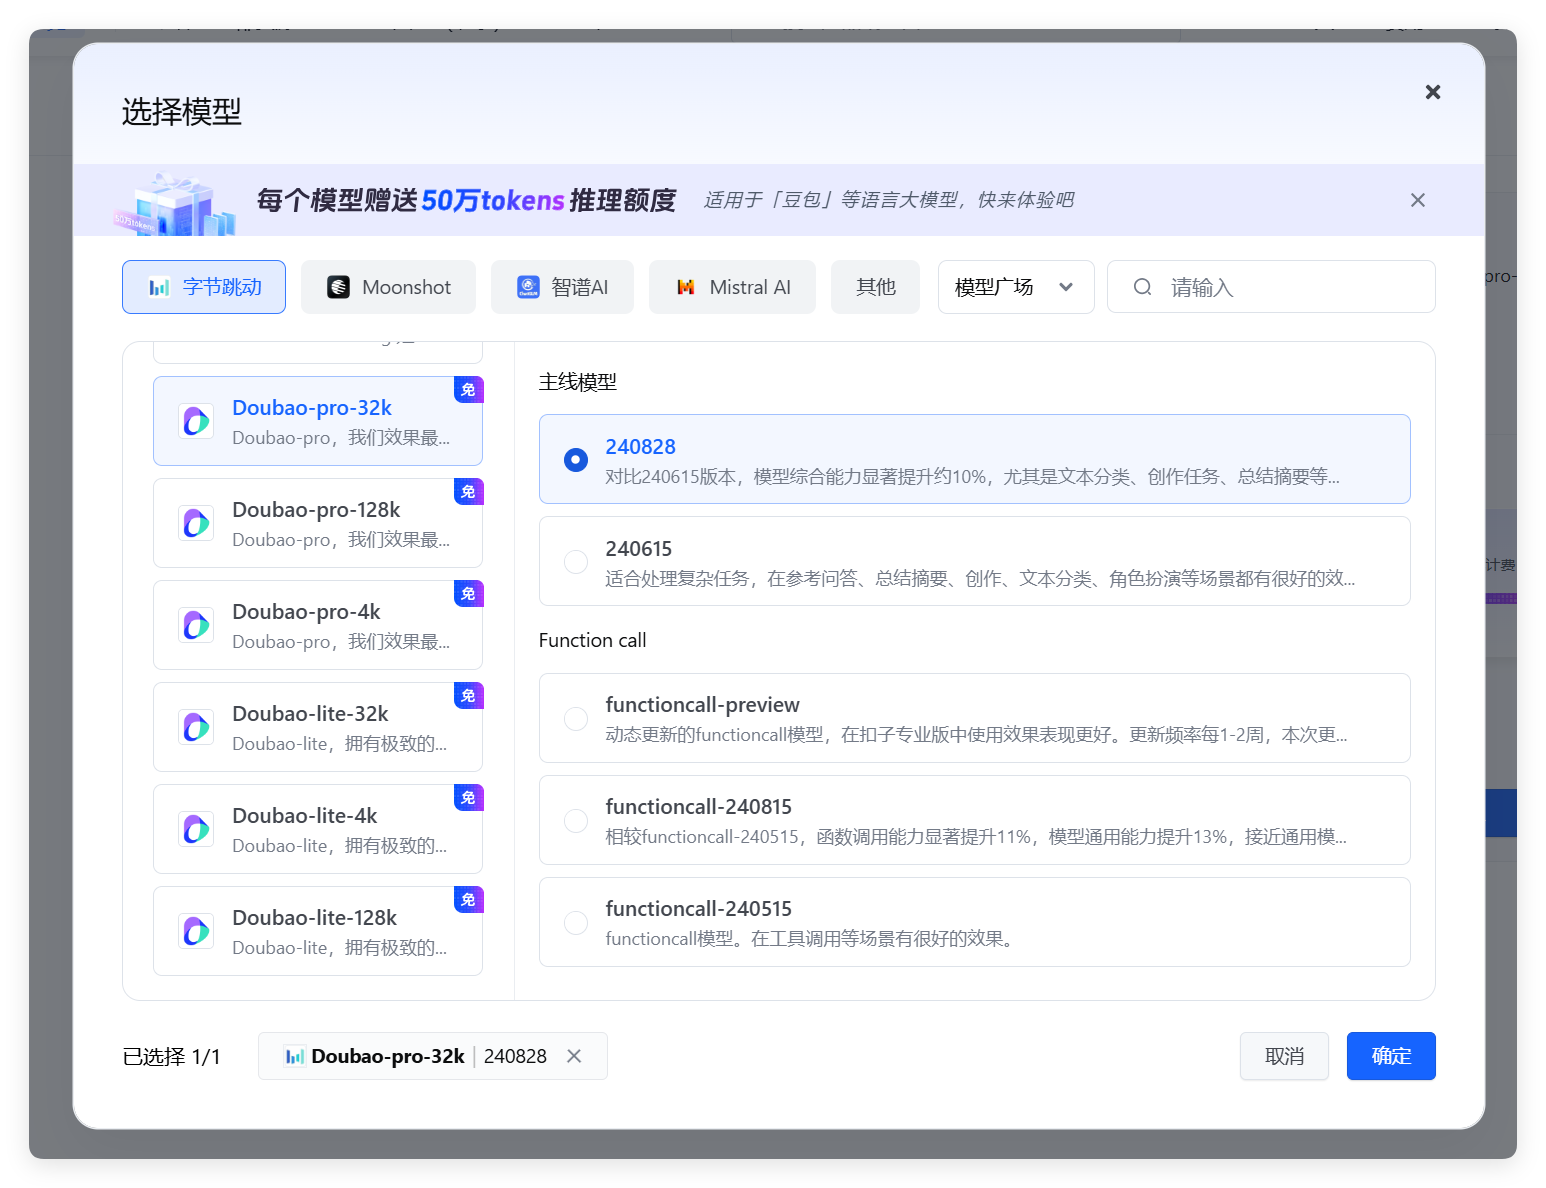 选择模型
每个模型赠送50万tokens推理额度
适用于「豆包」等语言大模型，快来体验吧
50万tokens
字节跳动
Moonshot
智谱AI
Mistral AI
其他
模型广场
请输入
免
Doubao-pro-32k
Doubao-pro，我们效果最...
免
Doubao-pro-128k
Doubao-pro，我们效果最...
免
Doubao-pro-4k
Doubao-pro，我们效果最...
免
Doubao-lite-32k
Doubao-lite，拥有极致的...
免
Doubao-lite-4k
Doubao-lite，拥有极致的...
免
Doubao-lite-128k
Doubao-lite，拥有极致的...
主线模型
240828
对比240615版本，模型综合能力显著提升约10%，尤其是文本分类、创作任务、总结摘要等...
240615
适合处理复杂任务，在参考问答、总结摘要、创作、文本分类、角色扮演等场景都有很好的效...
Function call
functioncall-preview
动态更新的functioncall模型，在扣子专业版中使用效果表现更好。更新频率每1-2周，本次更...
functioncall-240815
相较functioncall-240515，函数调用能力显著提升11%，模型通用能力提升13%，接近通用模...
functioncall-240515
functioncall模型。在工具调用等场景有很好的效果。
pro-
计费
已选择 1/1
Doubao-pro-32k
240828
取消
确定